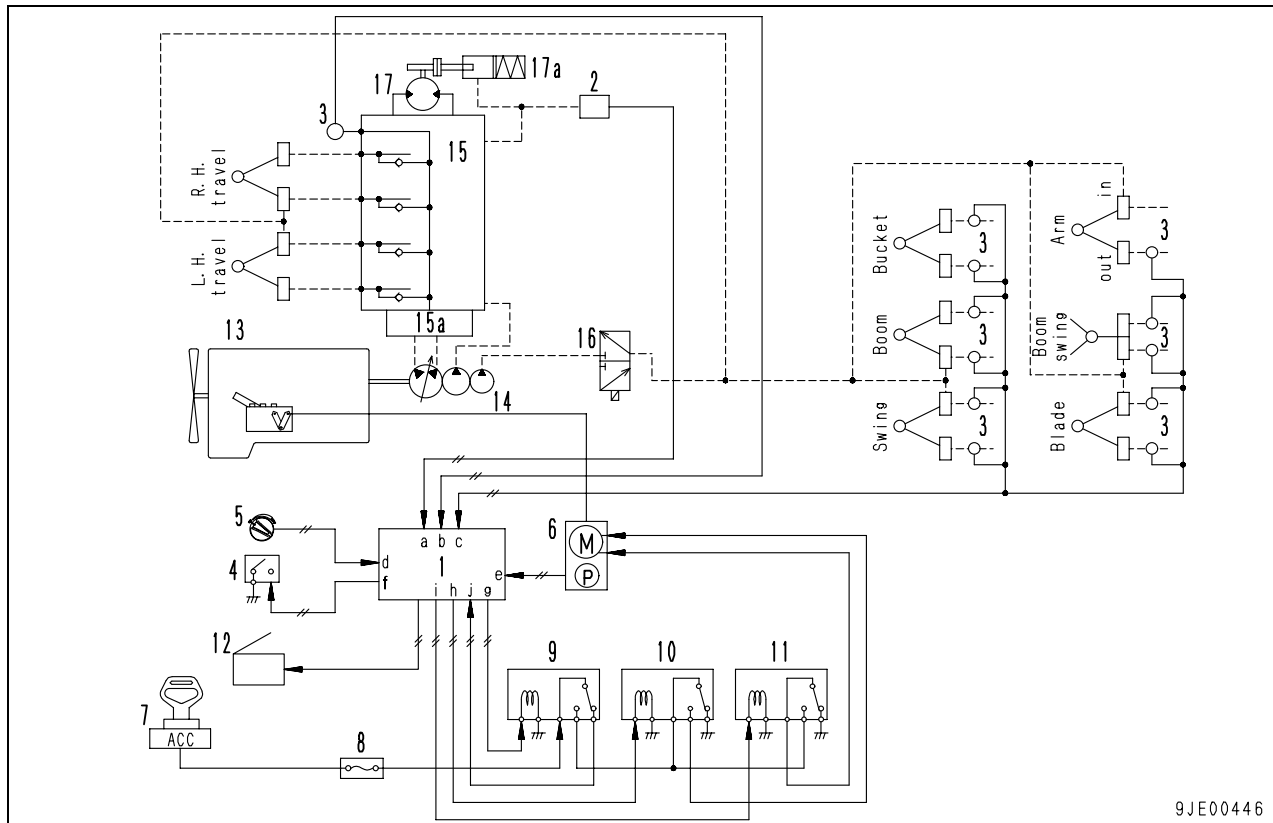 17
17a
2
3
15
R.H.
travel
L.H.
travel
15a
13
16
14
Bucket
3
Boom
3
Swing
3
in
Arm
out
3
Boom
swing
3
Blade
3
5
4
a b c
d
1
e
f
i h j g
6
M
P
12
7
ACC
8
9
10
11
9JE00446